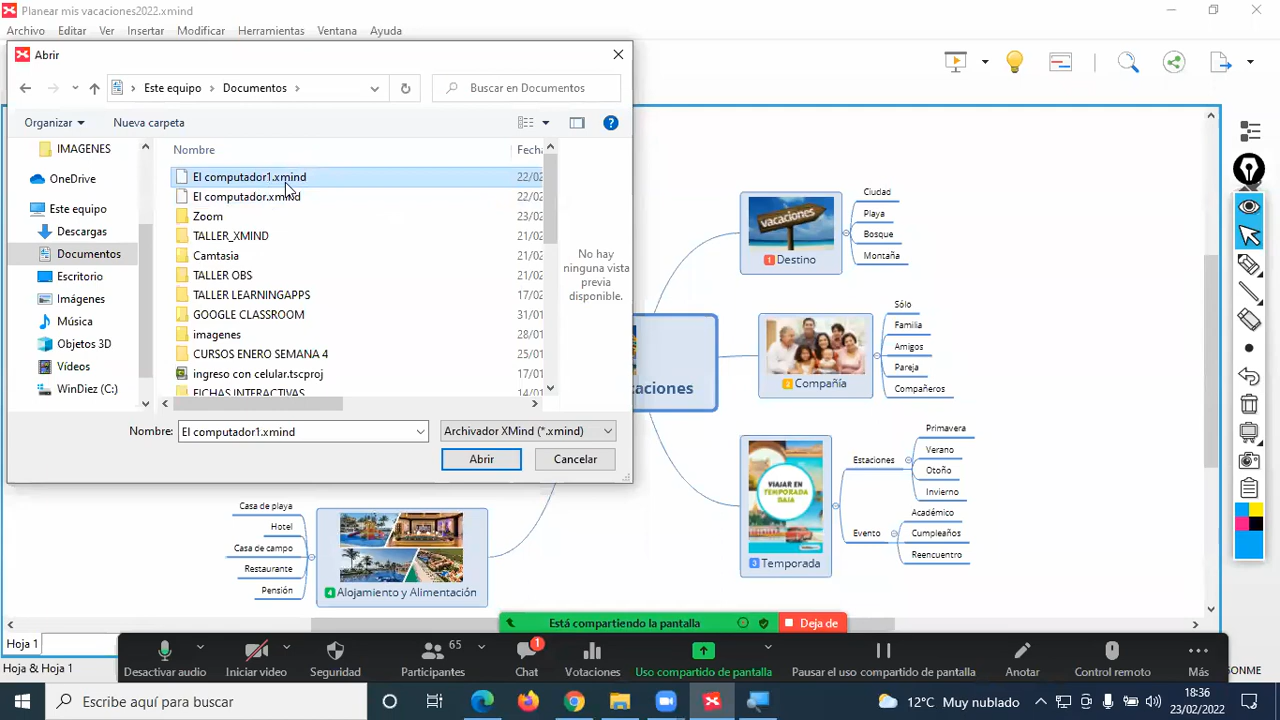 Planear mis vacaciones2022.xmind
Archivo Editar Ver Insertar Modificar Herramientas Ventana Ayuda
Abrir
Este equipo > Documentos >
Buscar en Documentos
Organizar Nueva carpeta
Nombre Fecha
IMAGENES
OneDrive
Este equipo
Descargas
Documentos
Escritorio
Imágenes
Música
Objetos 3D
Vídeos
WinDiez (C:)
El computador1.xmind 22/02
El computador.xmind 22/02
Zoom 23/02
TALLER_XMIND 21/02
Camtasia 21/02
TALLER OBS 21/02
TALLER LEARNINGAPPS 17/02
GOOGLE CLASSROOM 31/01
imagenes 28/01
CURSOS ENERO SEMANA 4 25/01
ingreso con celular.tscproj 17/01
FICHAS INTERACTIVAS 14/01
No hay
ninguna vista
previa
disponible.
Nombre: El computador1.xmind
Archivador XMind (*.xmind)
Abrir Cancelar
caciones
vacaciones
1 Destino
Ciudad
Playa
Bosque
Montaña
2 Compañía
Sólo
Familia
Amigos
Pareja
Compañeros
VIAJAR EN
TEMPORADA
BAJA
3 Temporada
Estaciones
Primavera
Verano
Otoño
Invierno
Evento
Académico
Cumpleaños
Reencuentro
4 Alojamiento y Alimentación
Casa de playa
Hotel
Casa de campo
Restaurante
Pensión
Está compartiendo la pantalla
Deja de
Hoja 1
Hoja & Hoja 1
SONME
65
1
Desactivar audio
Iniciar video
Seguridad
Participantes
Chat
Votaciones
Uso compartido de pantalla
Pausar el uso compartido de pantalla
Anotar
Control remoto
Más
Escribe aquí para buscar
12°C Muy nublado
18:36
23/02/2022